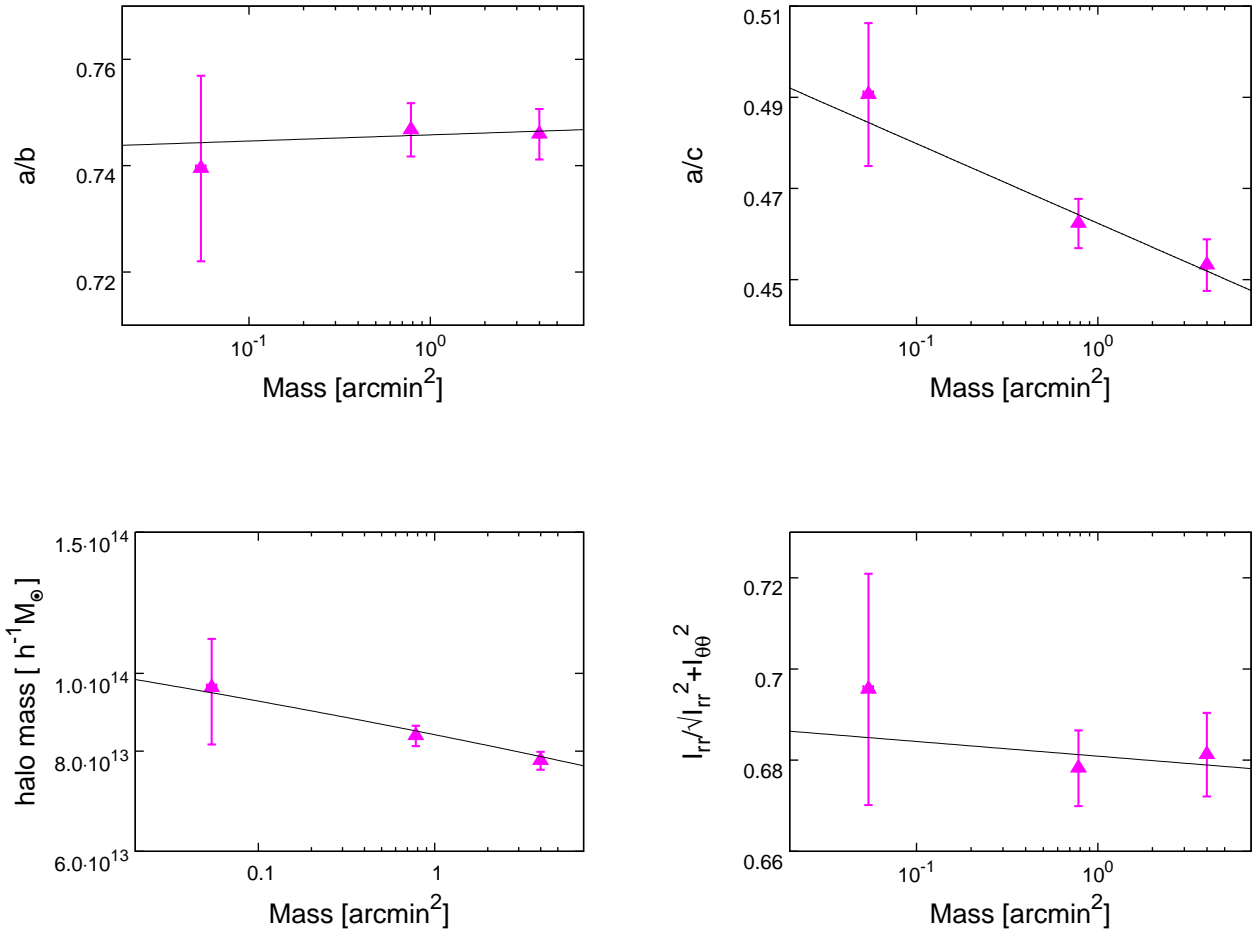 0.76
0.74
0.72
a/b
10^-1
10^0
Mass [arcmin^2]
0.51
0.49
0.47
0.45
a/c
10^-1
10^0
Mass [arcmin^2]
1.5·10^14
1.0·10^14
8.0·10^13
6.0·10^13
halo mass [ h^-1M_⊙]
0.1
1
Mass [arcmin^2]
0.72
0.7
0.68
0.66
I_rr/√I_rr^2+I_θθ^2
10^-1
10^0
Mass [arcmin^2]